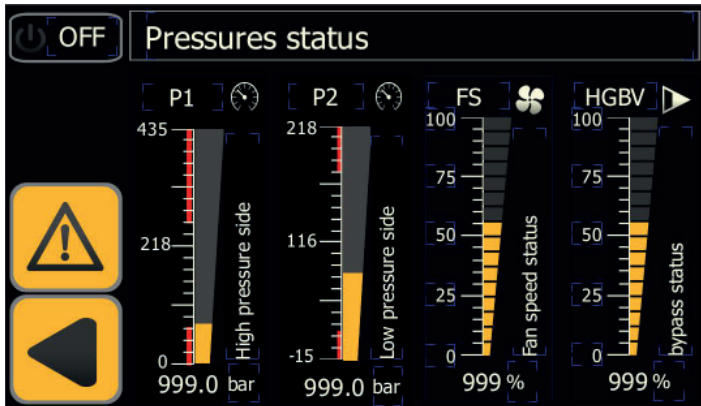 OFF
Pressures status
P1
435
218
0
High pressure side
999.0 bar
P2
218
116
-15
Low pressure side
999.0 bar
FS
100
75
50
25
0
Fan speed status
999 %
HGBV
100
75
50
25
0
bypass status
999 %